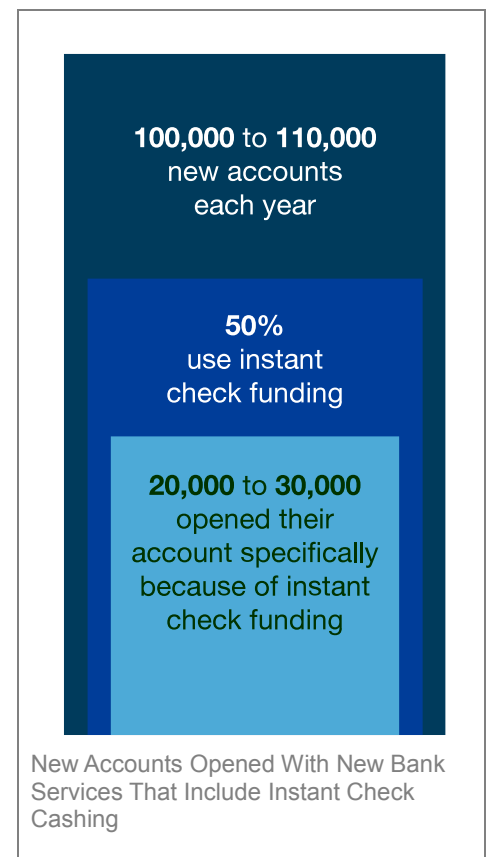 100,000 to 110,000
new accounts
each year
50%
use instant
check funding
20,000 to 30,000
opened their
account specifically
because of instant
check funding
New Accounts Opened With New Bank
Services That Include Instant Check
Cashing